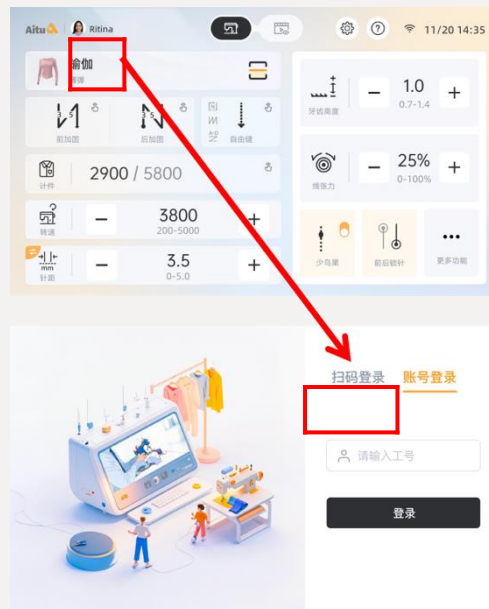 Aitu Ritina 11/20 14:35
瑜伽
1.0
0.7-1.4
牙齿高度
前加固
后加固
自由缝
25%
0-100%
线张力
计件
2900 / 5800
转速
3800
200-5000
少鸟巢
前后锁针
更多功能
mm
针距
3.5
0-5.0
扫码登录 账号登录
请输入工号
登录